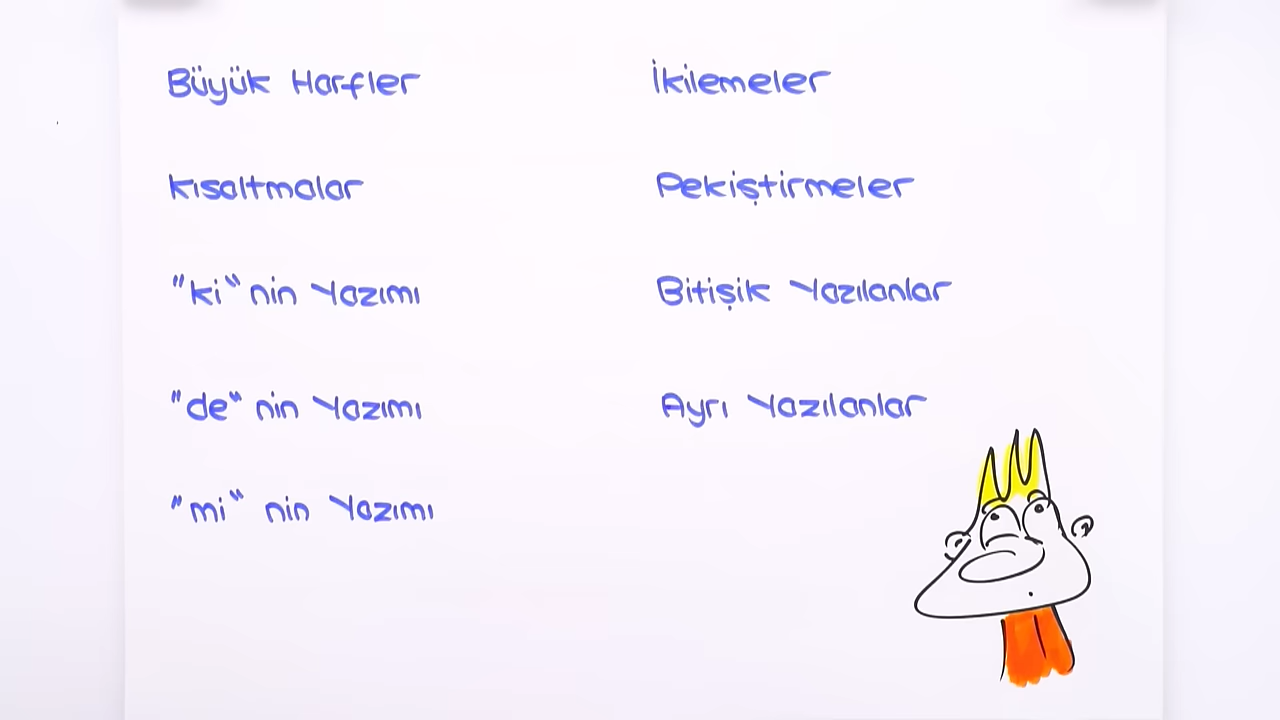 Büyük Harfler
Kısaltmalar
"ki" nin Yazımı
"de" nin Yazımı
"mi" nin Yazımı
İkilemeler
Pekiştirmeler
Bitişik Yazılanlar
Ayrı Yazılanlar